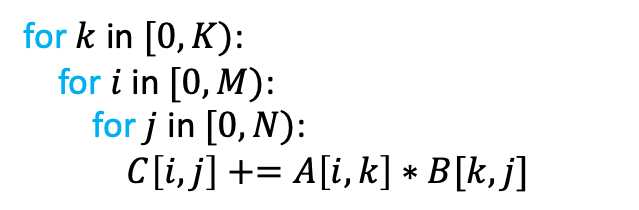 for k in [0, K):
for i in [0, M):
for j in [0, N):
C[i, j] += A[i, k] * B[k, j]